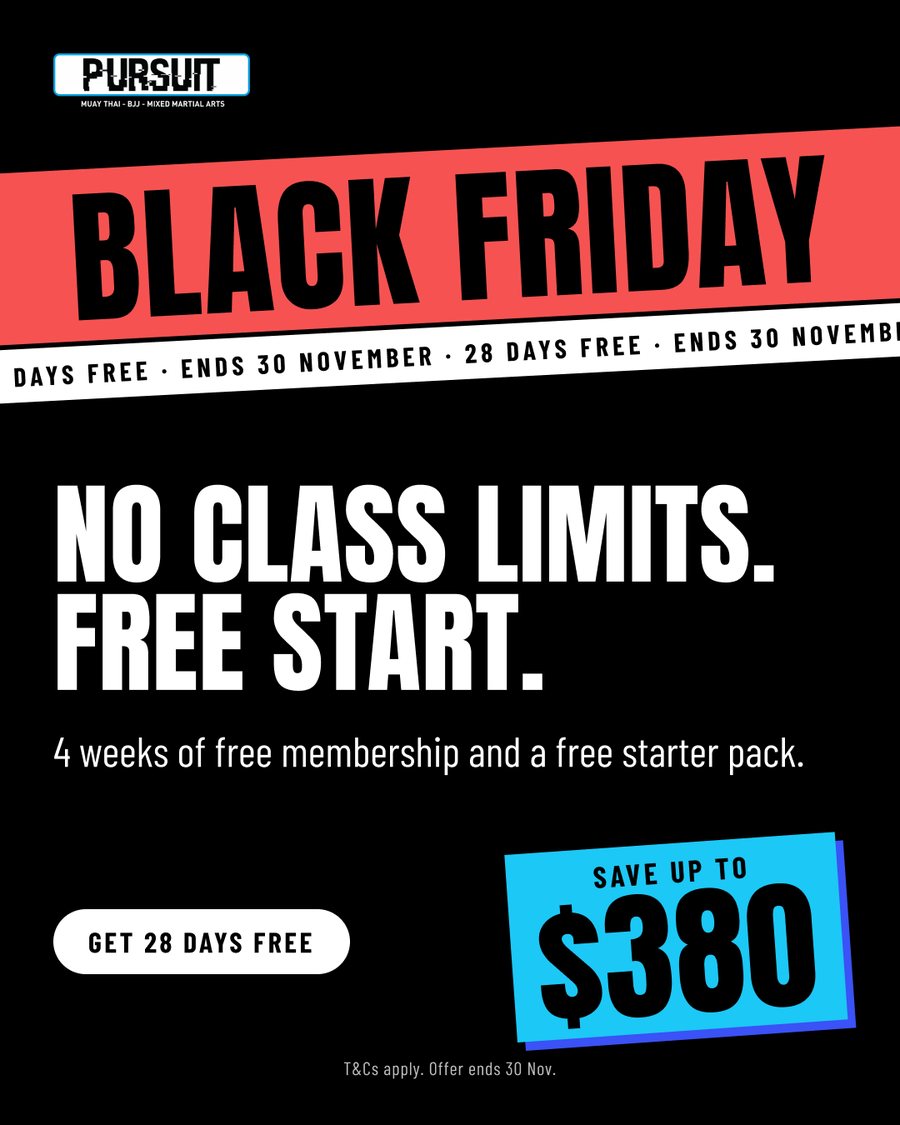 PURSUIT
MUAY THAI - BJJ - MIXED MARTIAL ARTS
BLACK FRIDAY
DAYS FREE · ENDS 30 NOVEMBER · 28 DAYS FREE · ENDS 30 NOVEMBE
NO CLASS LIMITS.
FREE START.
4 weeks of free membership and a free starter pack.
SAVE UP TO
$380
GET 28 DAYS FREE
T&Cs apply. Offer ends 30 Nov.